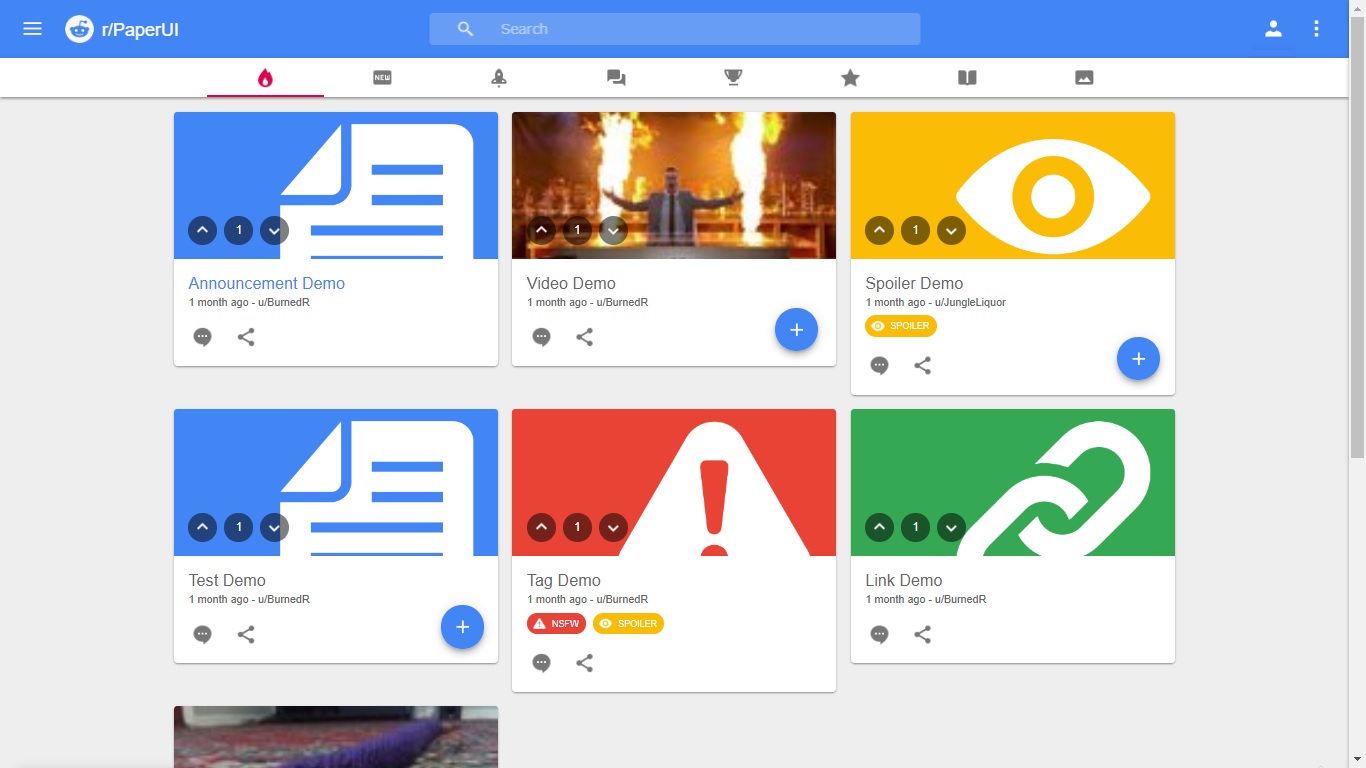 r/PaperUI
Search
NEW
1
Announcement Demo
1 month ago - u/BurnedR
1
Video Demo
1 month ago - u/BurnedR
1
Spoiler Demo
1 month ago - u/JungleLiquor
SPOILER
1
Test Demo
1 month ago - u/BurnedR
1
Tag Demo
1 month ago - u/BurnedR
NSFW SPOILER
1
Link Demo
1 month ago - u/BurnedR